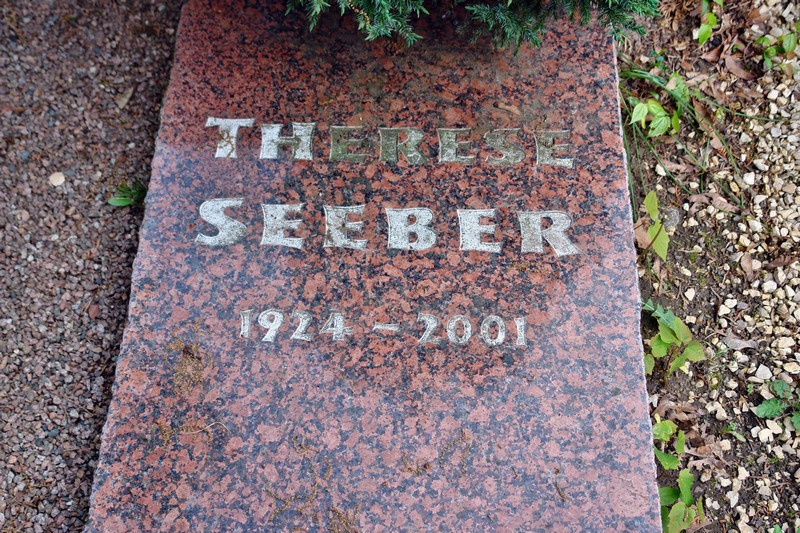 THERESE
SEEBER
1924 – 2001